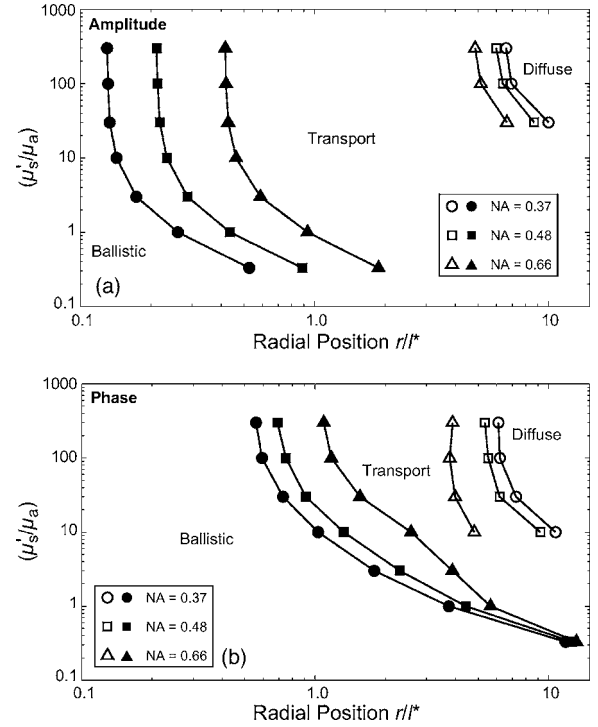 Amplitude
1000
100
10
1
0.1
(μ's/μa)
Diffuse
Transport
Ballistic
NA = 0.37
NA = 0.48
NA = 0.66
(a)
0.1
1.0
10
Radial Position r/l*
Phase
1000
100
10
1
0.1
(μ's/μa)
Diffuse
Transport
Ballistic
NA = 0.37
NA = 0.48
NA = 0.66
(b)
0.1
1.0
10
Radial Position r/l*